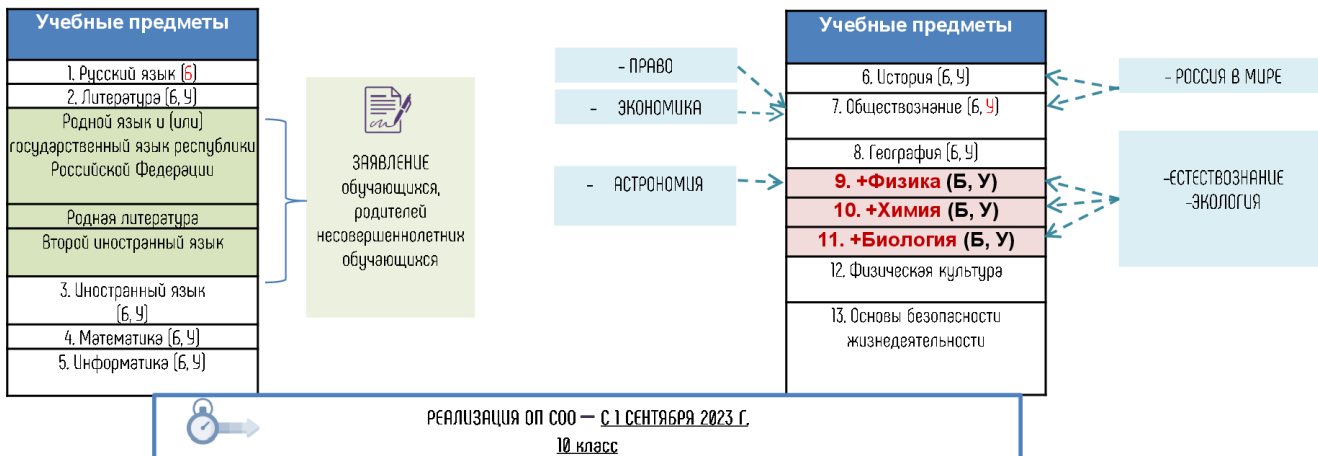 Учебные предметы
1. Русский язык (Б)
2. Литература (Б, У)
Родной язык и (или)
государственный язык республики
Российской Федерации
Родная литература
Второй иностранный язык
3. Иностранный язык
(Б, У)
4. Математика (Б, У)
5. Информатика (Б, У)
ЗАЯВЛЕНИЕ
обучающихся,
родителей
несовершеннолетних
обучающихся
- ПРАВО
- ЭКОНОМИКА
- АСТРОНОМИЯ
Учебные предметы
6. История (Б, У)
7. Обществознание (Б, У)
8. География (Б, У)
9. +Физика (Б, У)
10. +Химия (Б, У)
11. +Биология (Б, У)
12. Физическая культура
13. Основы безопасности
жизнедеятельности
- РОССИЯ В МИРЕ
-ЕСТЕСТВОЗНАНИЕ
-ЭКОЛОГИЯ
РЕАЛИЗАЦИЯ ОП СОО — С 1 СЕНТЯБРЯ 2023 Г.
10 класс